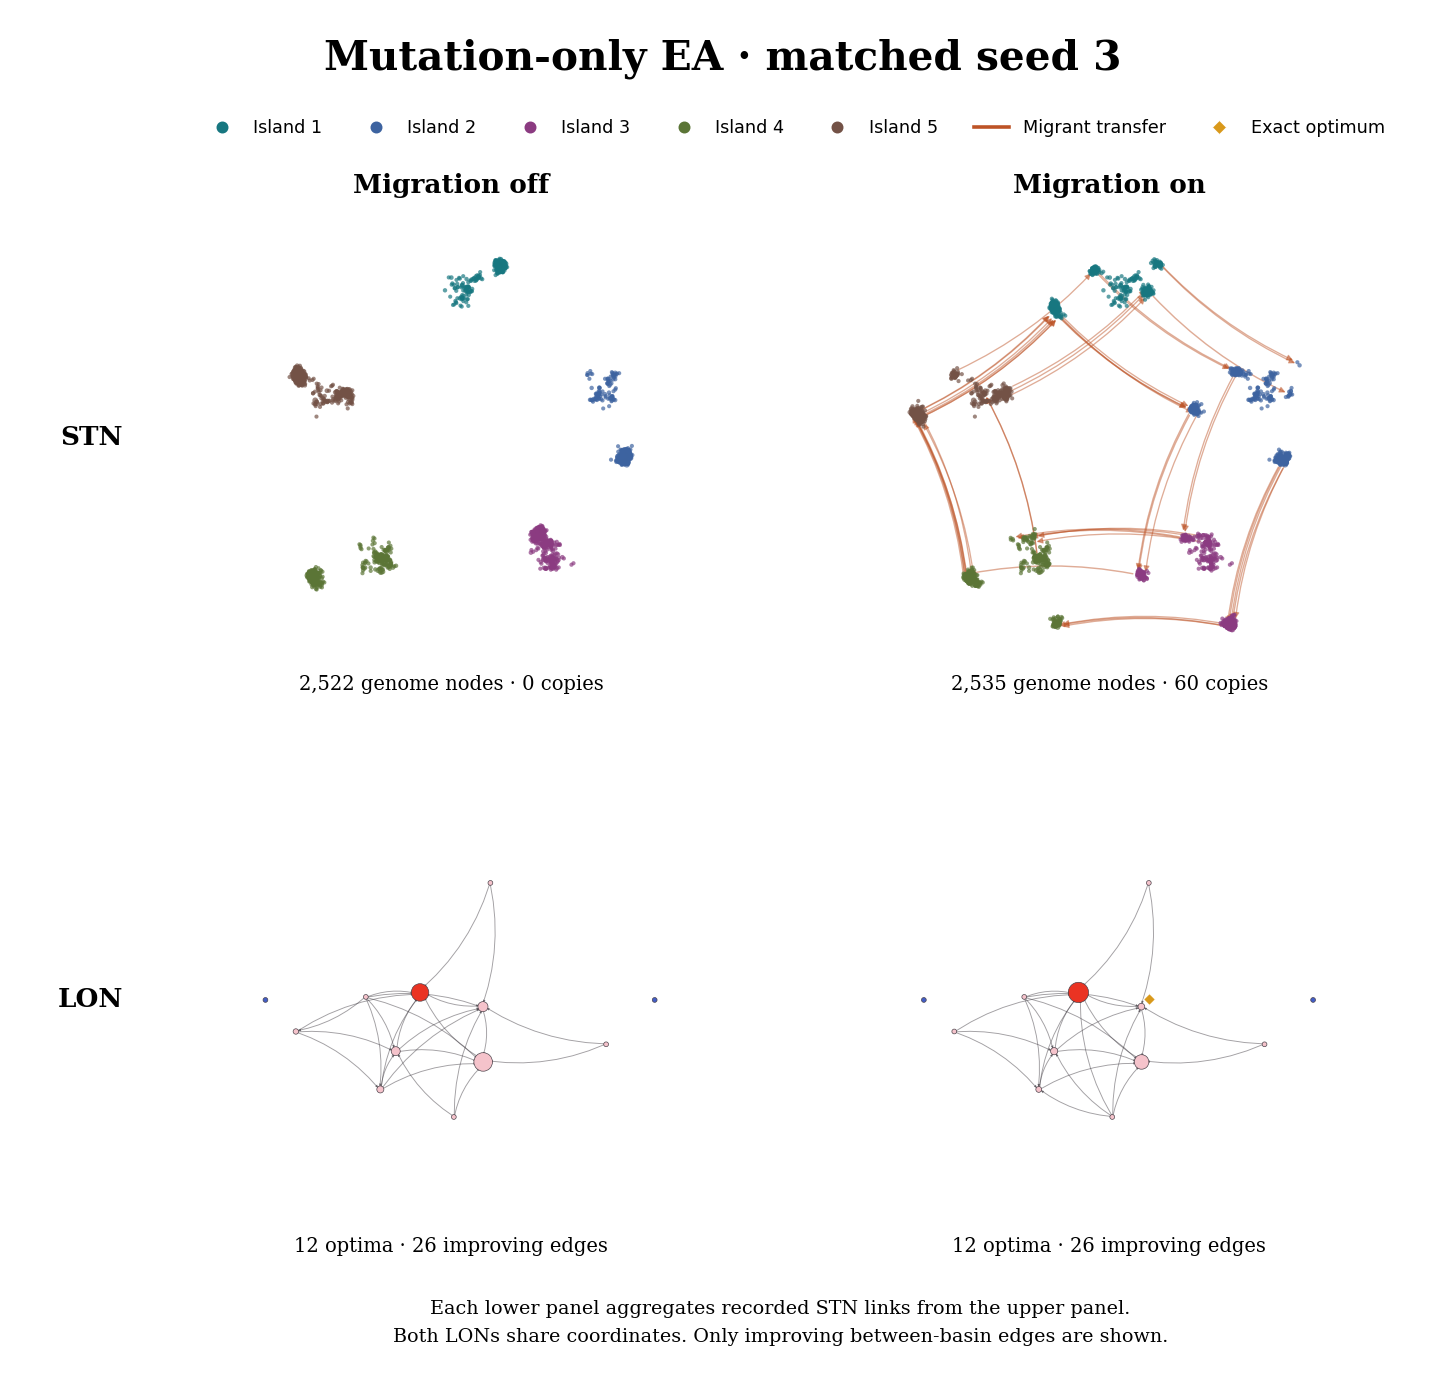 Mutation-only EA · matched seed 3
Island 1 Island 2 Island 3 Island 4 Island 5 Migrant transfer Exact optimum
Migration off Migration on
STN
2,522 genome nodes · 0 copies 2,535 genome nodes · 60 copies
LON
12 optima · 26 improving edges 12 optima · 26 improving edges
Each lower panel aggregates recorded STN links from the upper panel.
Both LONs share coordinates. Only improving between-basin edges are shown.